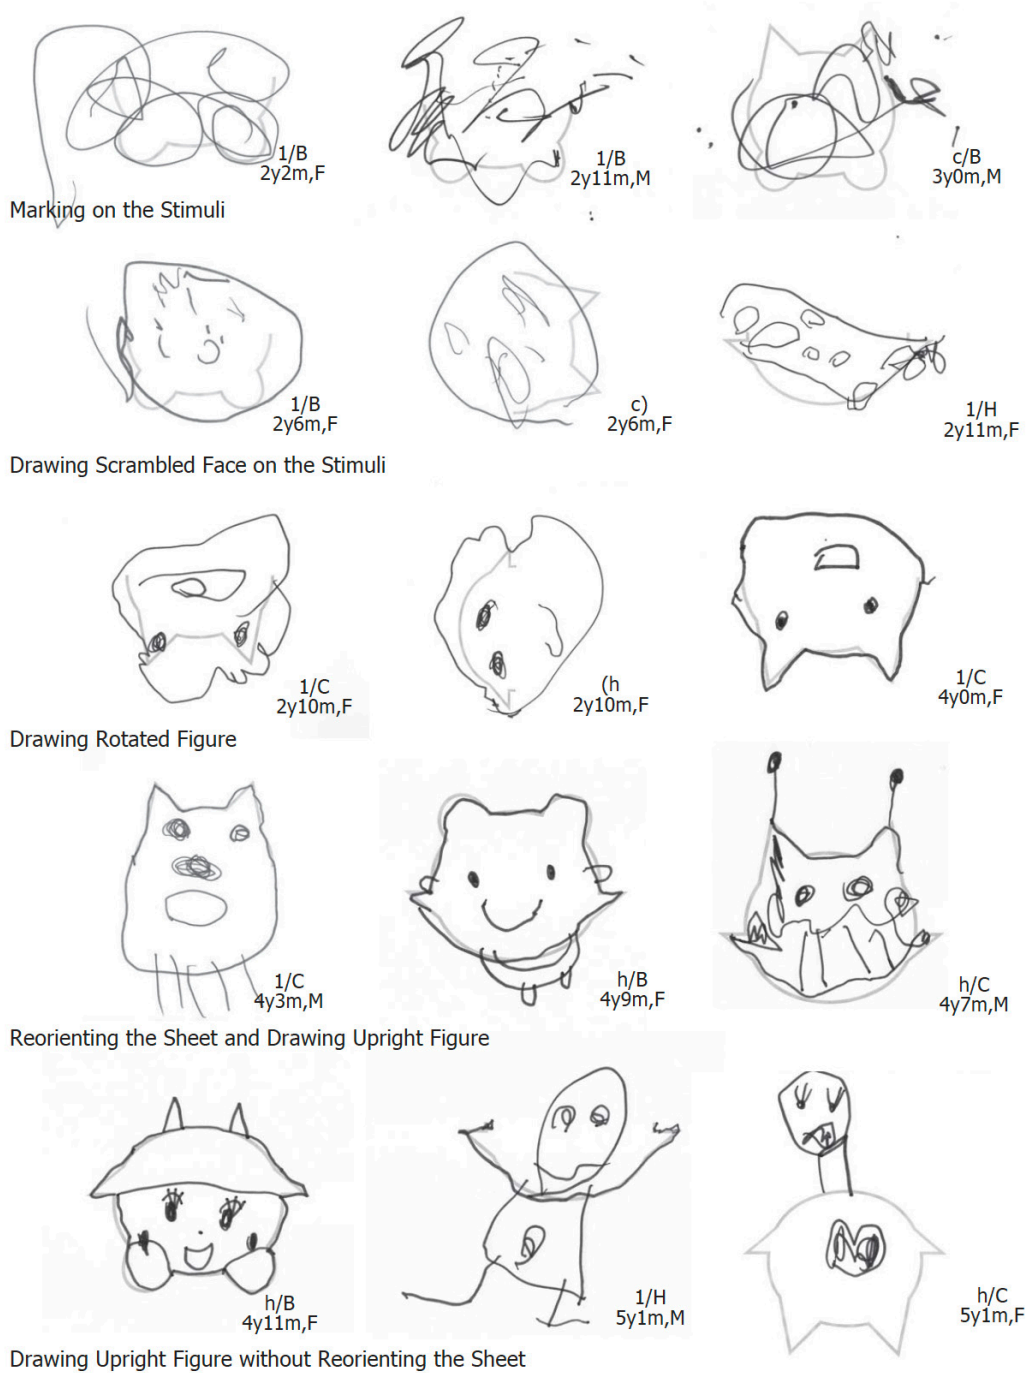 1/B
2y2m,F
1/B
2y11m,M
c/B
3y0m,M
Marking on the Stimuli
1/B
2y6m,F
c)
2y6m,F
1/H
2y11m,F
Drawing Scrambled Face on the Stimuli
1/C
2y10m,F
(h
2y10m,F
1/C
4y0m,F
Drawing Rotated Figure
1/C
4y3m,M
h/B
4y9m,F
h/C
4y7m,M
Reorienting the Sheet and Drawing Upright Figure
h/B
4y11m,F
1/H
5y1m,M
h/C
5y1m,F
Drawing Upright Figure without Reorienting the Sheet